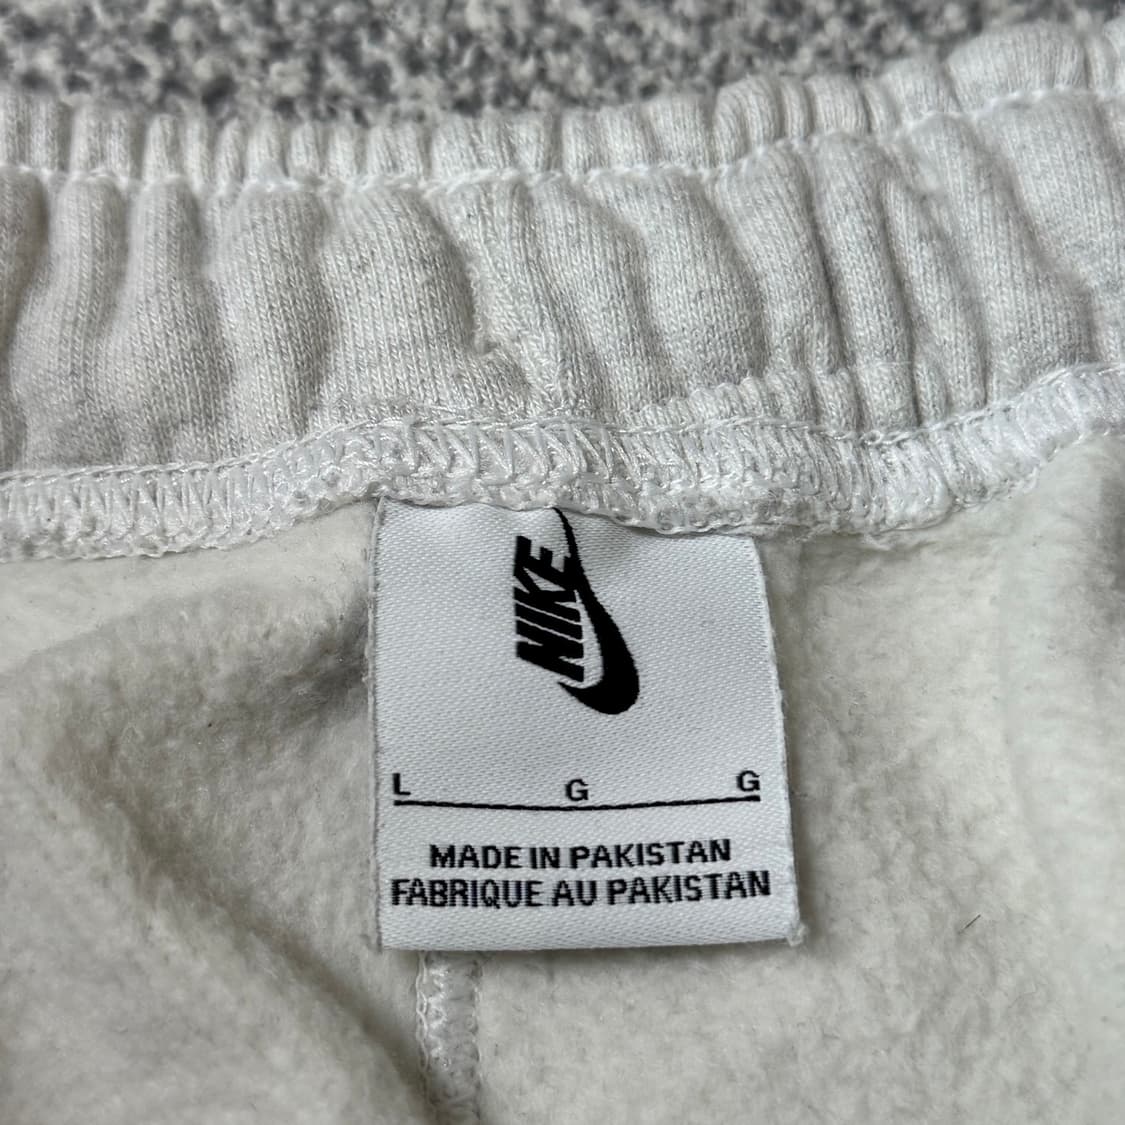 NIKE
L G G
MADE IN PAKISTAN
FABRIQUE AU PAKISTAN